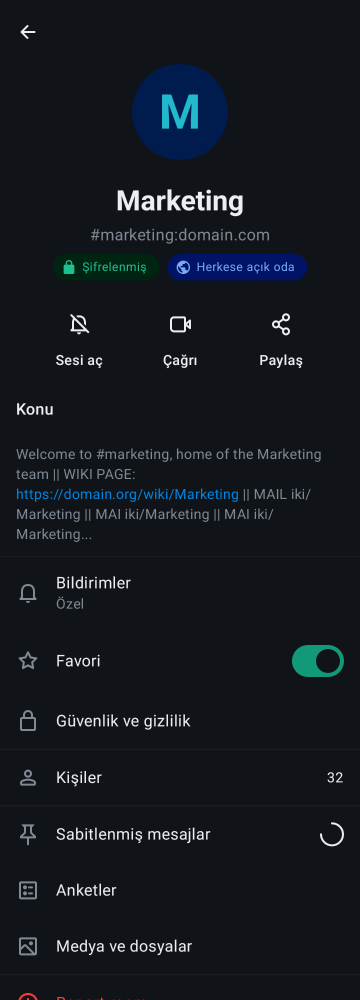 M
Marketing
#marketing:domain.com
Şifrelenmiş
Herkese açık oda
Sesi aç
Çağrı
Paylaş
Konu
Welcome to #marketing, home of the Marketing
team || WIKI PAGE:
https://domain.org/wiki/Marketing || MAIL iki/
Marketing || MAI iki/Marketing || MAI iki/
Marketing...
Bildirimler
Özel
Favori
Güvenlik ve gizlilik
Kişiler
32
Sabitlenmiş mesajlar
Anketler
Medya ve dosyalar